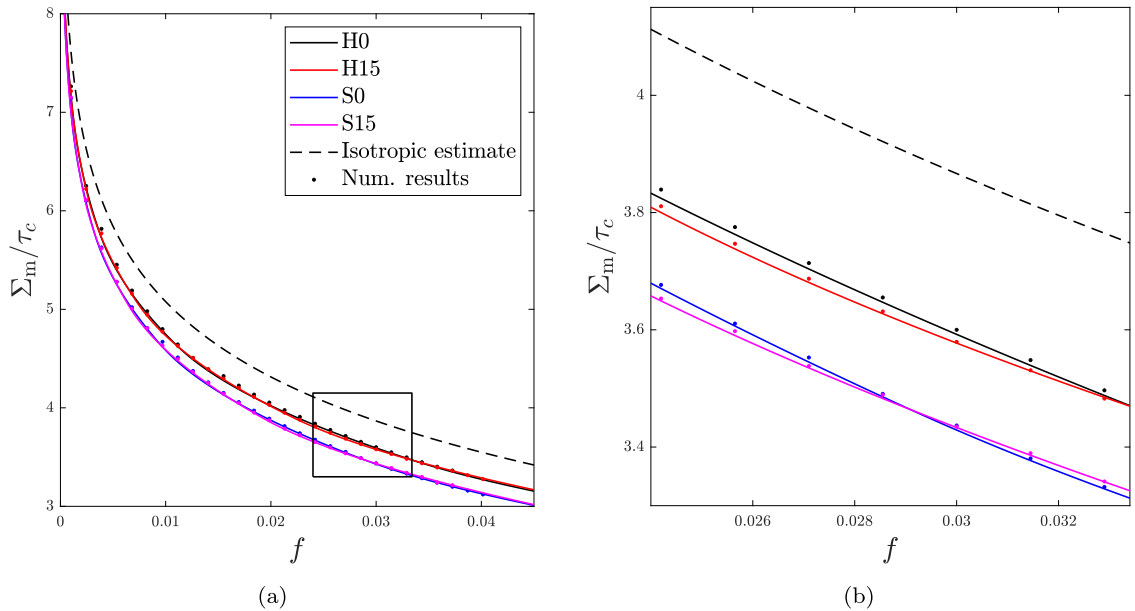 8
7
6
5
4
3
Σm/τc
0
0.01
0.02
0.03
0.04
f
H0
H15
S0
S15
Isotropic estimate
Num. results
(a)
4
3.8
3.6
3.4
Σm/τc
0.026
0.028
0.03
0.032
f
(b)